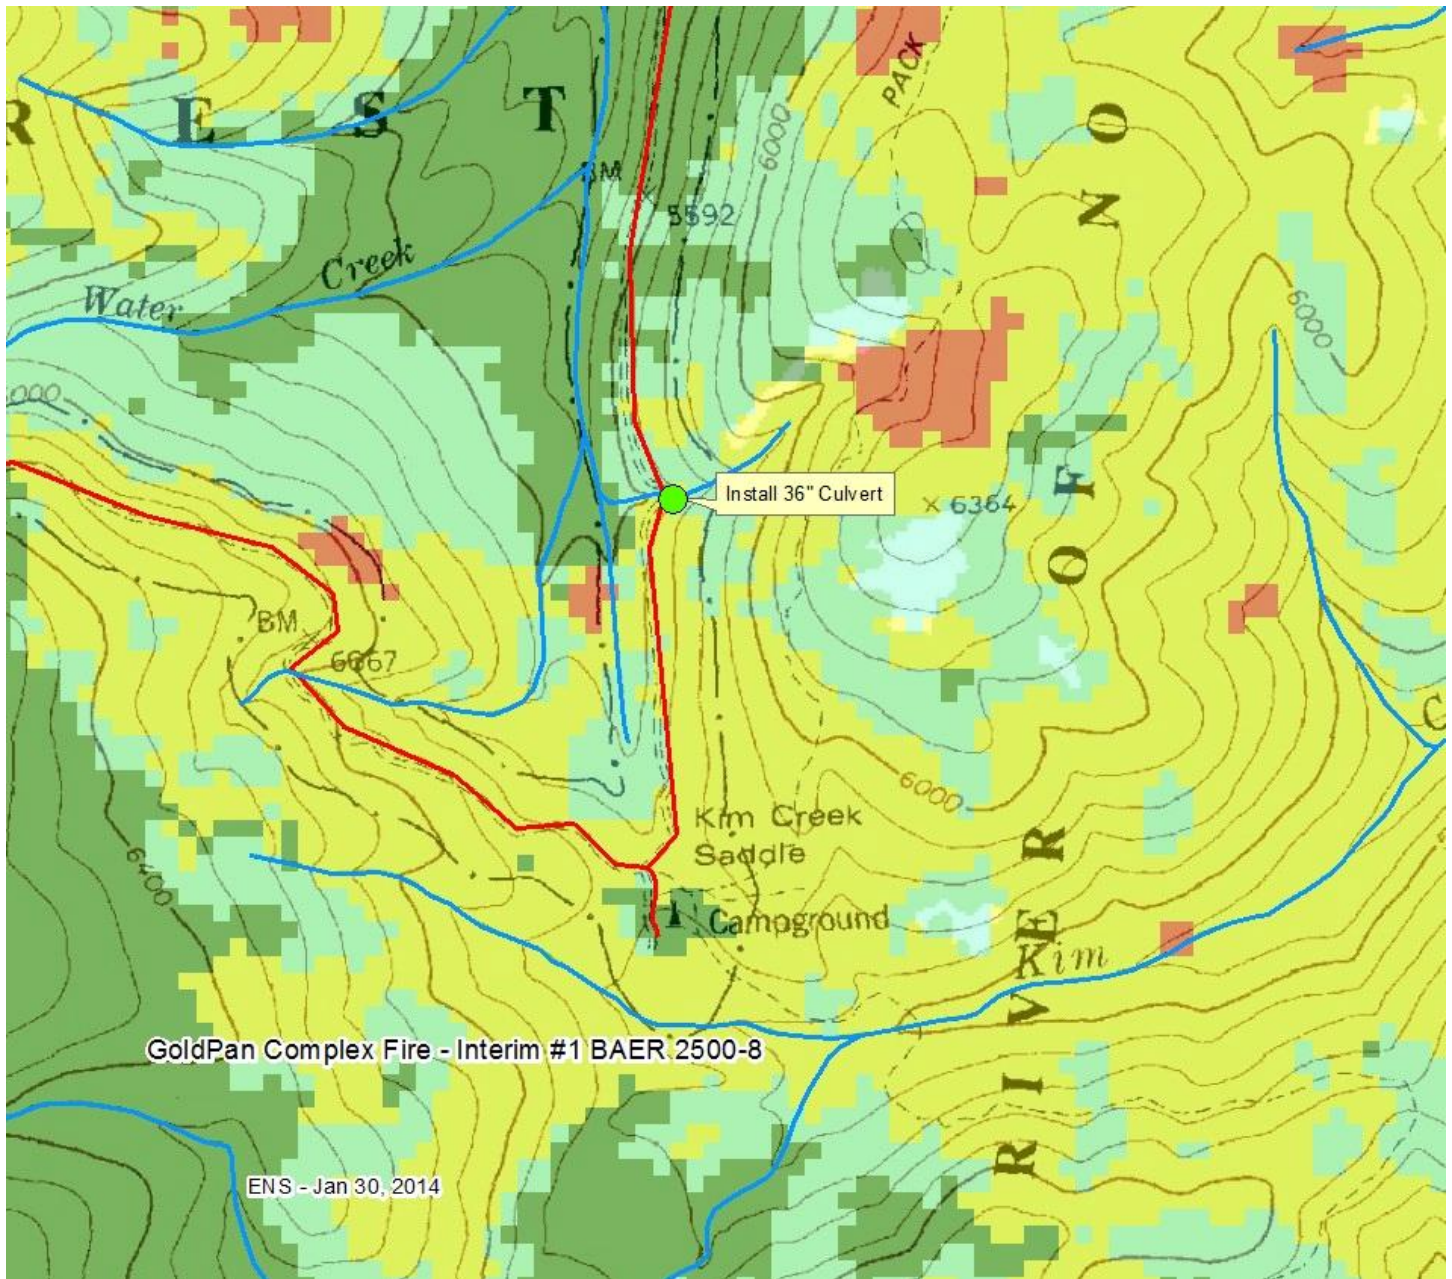 R E S T
PACK
6000
N O
BM
5592
Creek
Water
6000
000
Install 36" Culvert
6364
O F
BM
6667
6000
Kim Creek
Saddle
6400
Campground
R I V E R
Kim
C
GoldPan Complex Fire - Interim #1 BAER 2500-8
ENS - Jan 30, 2014